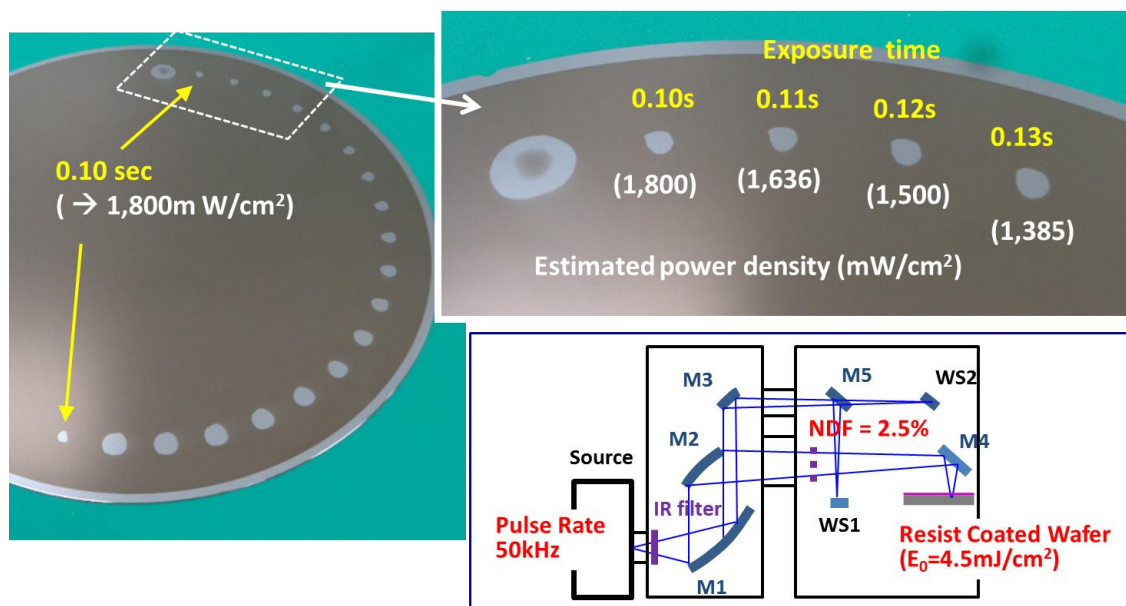 0.10 sec
( → 1,800m W/cm²)
Exposure time
0.10s
0.11s
0.12s
0.13s
(1,800)
(1,636)
(1,500)
(1,385)
Estimated power density (mW/cm²)
M3
M5
WS2
M2
NDF = 2.5%
M4
Source
IR filter
WS1
Pulse Rate
50kHz
M1
Resist Coated Wafer
(E₀=4.5mJ/cm²)